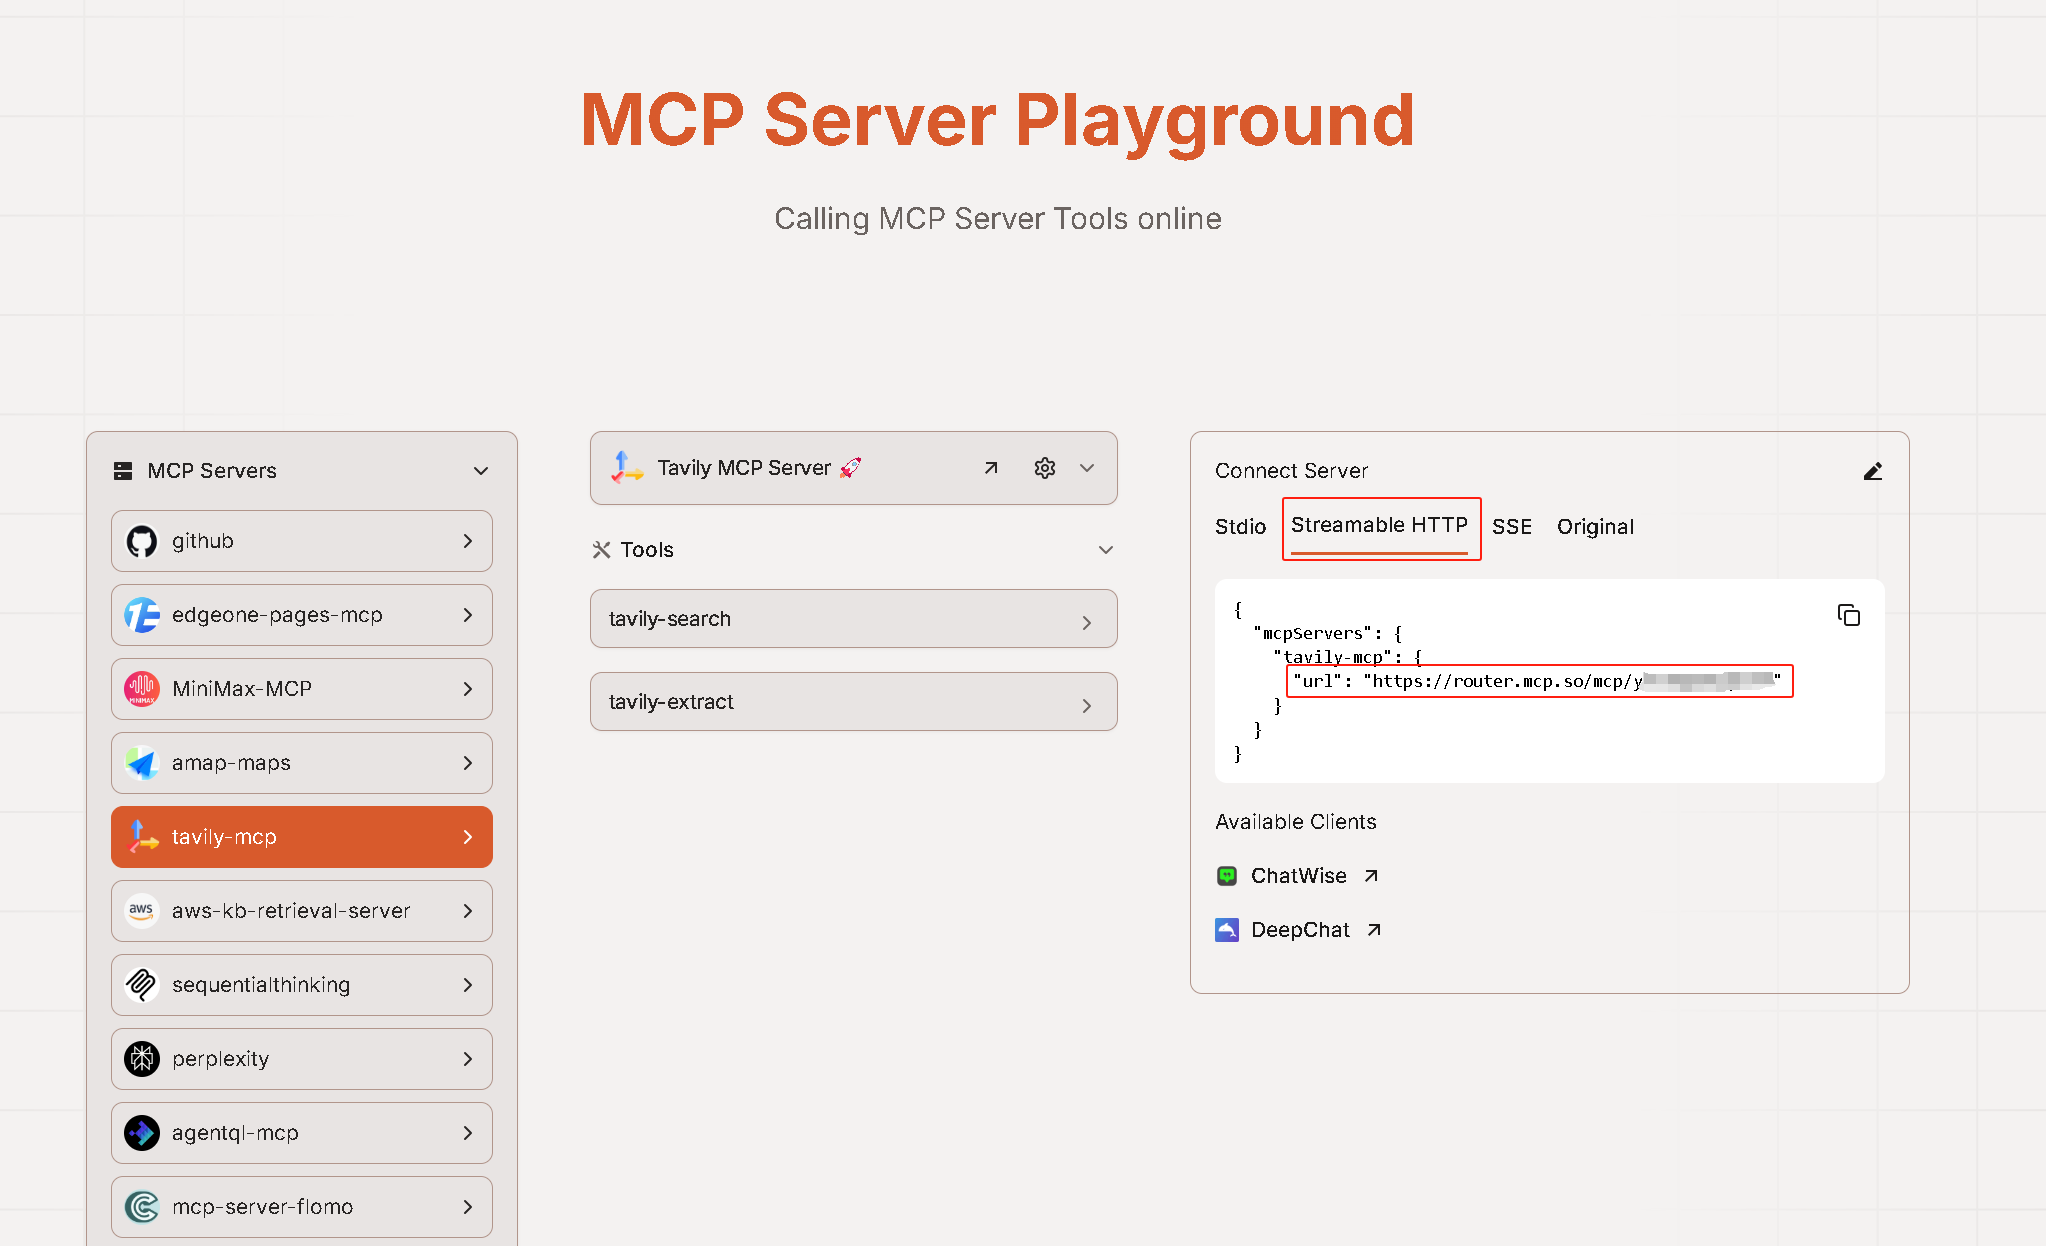 MCP Server Playground
Calling MCP Server Tools online
MCP Servers
github
edgeone-pages-mcp
MiniMax-MCP
MINIMAX
amap-maps
tavily-mcp
aws
aws-kb-retrieval-server
sequentialthinking
perplexity
agentql-mcp
mcp-server-flomo
Tavily MCP Server 🚀
Tools
tavily-search
tavily-extract
Connect Server
Stdio Streamable HTTP SSE Original
{
"mcpServers": {
"tavily-mcp": {
"url": "https://router.mcp.so/mcp/y"
}
}
}
Available Clients
ChatWise
DeepChat